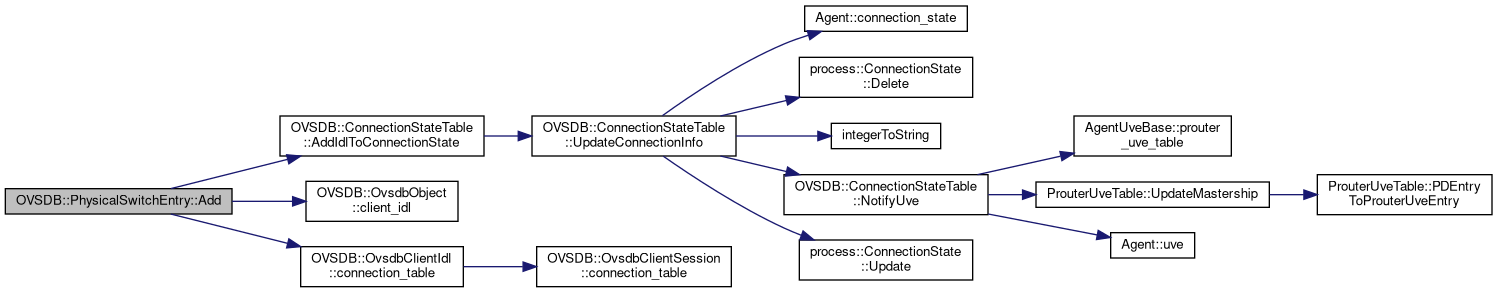 OVSDB::PhysicalSwitchEntry::Add
OVSDB::ConnectionStateTable
::AddIdlToConnectionState
OVSDB::OvsdbObject
::client_idl
OVSDB::OvsdbClientIdl
::connection_table
OVSDB::ConnectionStateTable
::UpdateConnectionInfo
OVSDB::OvsdbClientSession
::connection_table
Agent::connection_state
process::ConnectionState
::Delete
integerToString
OVSDB::ConnectionStateTable
::NotifyUve
process::ConnectionState
::Update
AgentUveBase::prouter
_uve_table
ProuterUveTable::UpdateMastership
Agent::uve
ProuterUveTable::PDEntry
ToProuterUveEntry